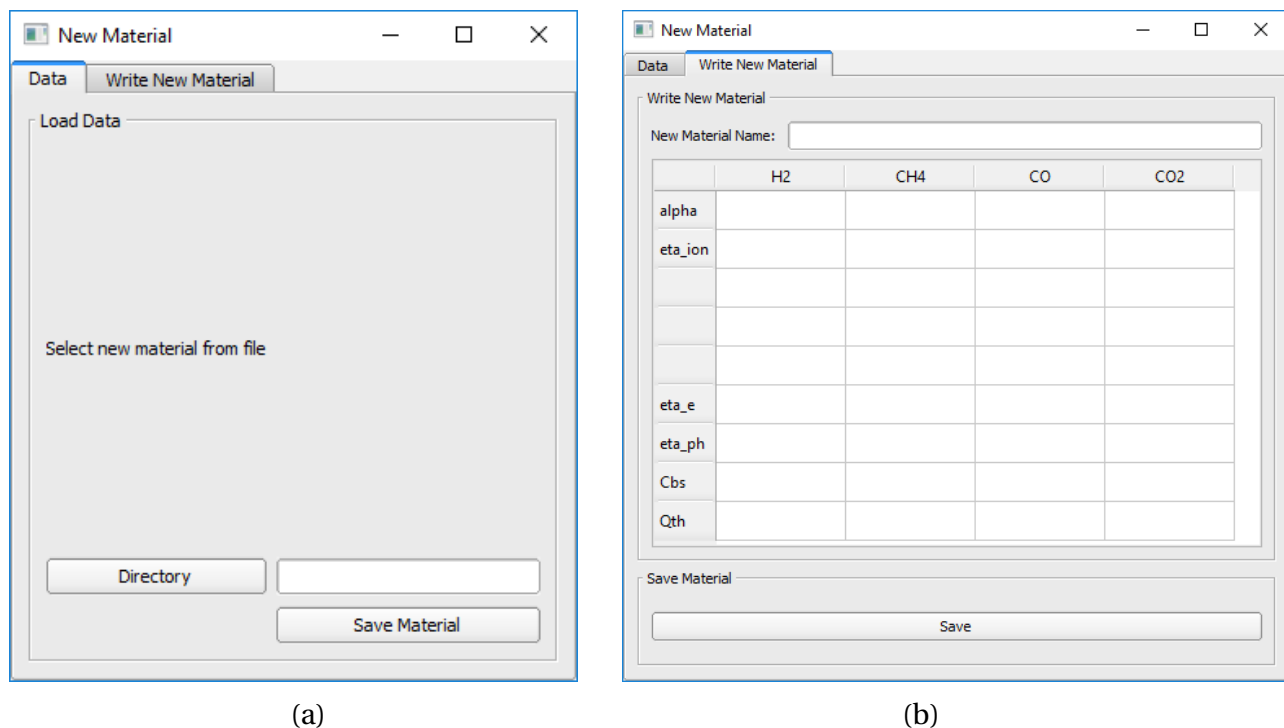 New Material
Data Write New Material
Load Data
Select new material from file
Directory
Save Material
(a)
New Material
Data Write New Material
Write New Material
New Material Name:
H2 CH4 CO CO2
alpha
eta_ion
eta_e
eta_ph
Cbs
Qth
Save Material
Save
(b)